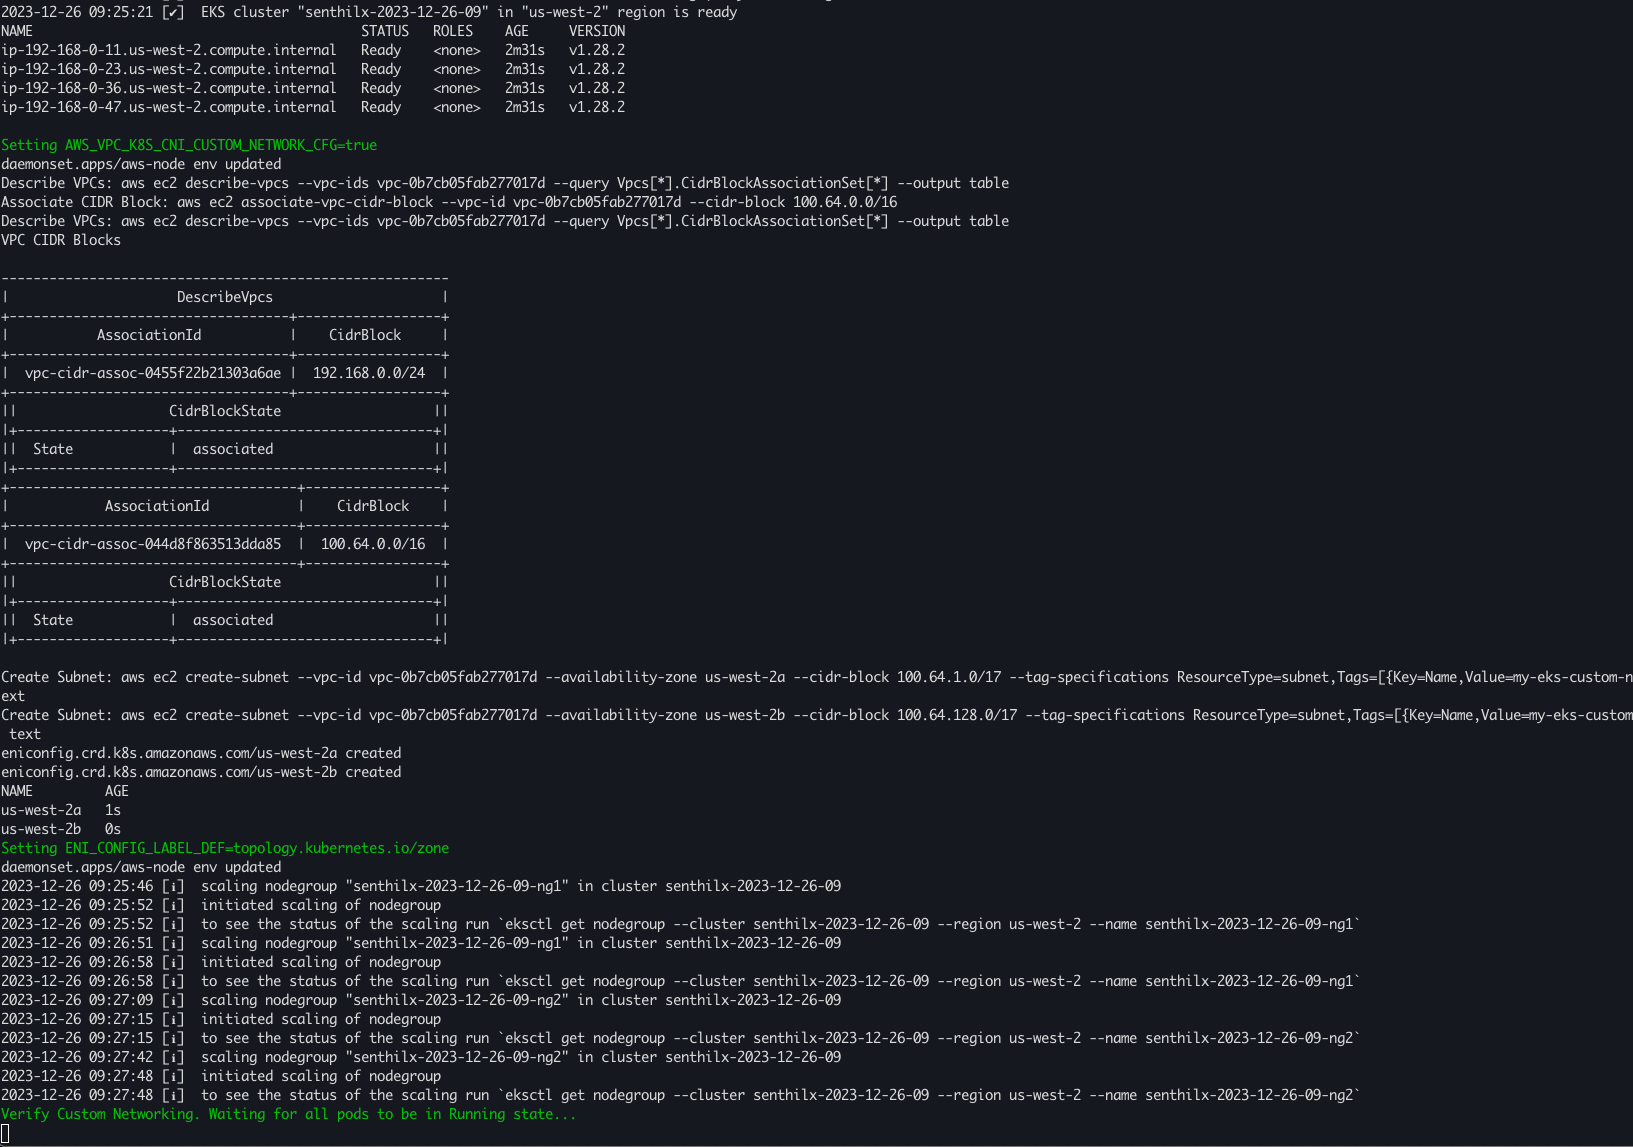 2023-12-26 09:25:21 [✔]  EKS cluster "senthilx-2023-12-26-09" in "us-west-2" region is ready
NAME                                         STATUS   ROLES    AGE     VERSION
ip-192-168-0-11.us-west-2.compute.internal   Ready    <none>   2m31s   v1.28.2
ip-192-168-0-23.us-west-2.compute.internal   Ready    <none>   2m31s   v1.28.2
ip-192-168-0-36.us-west-2.compute.internal   Ready    <none>   2m31s   v1.28.2
ip-192-168-0-47.us-west-2.compute.internal   Ready    <none>   2m31s   v1.28.2
Setting AWS_VPC_K8S_CNI_CUSTOM_NETWORK_CFG=true
daemonset.apps/aws-node env updated
Describe VPCs: aws ec2 describe-vpcs --vpc-ids vpc-0b7cb05fab277017d --query Vpcs[*].CidrBlockAssociationSet[*] --output table
Associate CIDR Block: aws ec2 associate-vpc-cidr-block --vpc-id vpc-0b7cb05fab277017d --cidr-block 100.64.0.0/16
Describe VPCs: aws ec2 describe-vpcs --vpc-ids vpc-0b7cb05fab277017d --query Vpcs[*].CidrBlockAssociationSet[*] --output table
VPC CIDR Blocks
--------------------------------------------------------
|                     DescribeVpcs                     |
+-----------------------------------+------------------+
|           AssociationId           |    CidrBlock     |
+-----------------------------------+------------------+
|  vpc-cidr-assoc-0455f22b21303a6ae |  192.168.0.0/24  |
+-----------------------------------+------------------+
||                   CidrBlockState                   ||
|+-------------------+--------------------------------+|
||  State            |  associated                    ||
|+-------------------+--------------------------------+|
+------------------------------------+-----------------+
|            AssociationId           |    CidrBlock    |
+------------------------------------+-----------------+
|  vpc-cidr-assoc-044d8f863513dda85  |  100.64.0.0/16  |
+------------------------------------+-----------------+
||                   CidrBlockState                   ||
|+-------------------+--------------------------------+|
||  State            |  associated                    ||
|+-------------------+--------------------------------+|
Create Subnet: aws ec2 create-subnet --vpc-id vpc-0b7cb05fab277017d --availability-zone us-west-2a --cidr-block 100.64.1.0/17 --tag-specifications ResourceType=subnet,Tags=[{Key=Name,Value=my-eks-custom-n
ext
Create Subnet: aws ec2 create-subnet --vpc-id vpc-0b7cb05fab277017d --availability-zone us-west-2b --cidr-block 100.64.128.0/17 --tag-specifications ResourceType=subnet,Tags=[{Key=Name,Value=my-eks-custom
 text
eniconfig.crd.k8s.amazonaws.com/us-west-2a created
eniconfig.crd.k8s.amazonaws.com/us-west-2b created
NAME         AGE
us-west-2a   1s
us-west-2b   0s
Setting ENI_CONFIG_LABEL_DEF=topology.kubernetes.io/zone
daemonset.apps/aws-node env updated
2023-12-26 09:25:46 [ℹ]  scaling nodegroup "senthilx-2023-12-26-09-ng1" in cluster senthilx-2023-12-26-09
2023-12-26 09:25:52 [ℹ]  initiated scaling of nodegroup
2023-12-26 09:25:52 [ℹ]  to see the status of the scaling run `eksctl get nodegroup --cluster senthilx-2023-12-26-09 --region us-west-2 --name senthilx-2023-12-26-09-ng1`
2023-12-26 09:26:51 [ℹ]  scaling nodegroup "senthilx-2023-12-26-09-ng1" in cluster senthilx-2023-12-26-09
2023-12-26 09:26:58 [ℹ]  initiated scaling of nodegroup
2023-12-26 09:26:58 [ℹ]  to see the status of the scaling run `eksctl get nodegroup --cluster senthilx-2023-12-26-09 --region us-west-2 --name senthilx-2023-12-26-09-ng1`
2023-12-26 09:27:09 [ℹ]  scaling nodegroup "senthilx-2023-12-26-09-ng2" in cluster senthilx-2023-12-26-09
2023-12-26 09:27:15 [ℹ]  initiated scaling of nodegroup
2023-12-26 09:27:15 [ℹ]  to see the status of the scaling run `eksctl get nodegroup --cluster senthilx-2023-12-26-09 --region us-west-2 --name senthilx-2023-12-26-09-ng2`
2023-12-26 09:27:42 [ℹ]  scaling nodegroup "senthilx-2023-12-26-09-ng2" in cluster senthilx-2023-12-26-09
2023-12-26 09:27:48 [ℹ]  initiated scaling of nodegroup
2023-12-26 09:27:48 [ℹ]  to see the status of the scaling run `eksctl get nodegroup --cluster senthilx-2023-12-26-09 --region us-west-2 --name senthilx-2023-12-26-09-ng2`
Verify Custom Networking. Waiting for all pods to be in Running state...